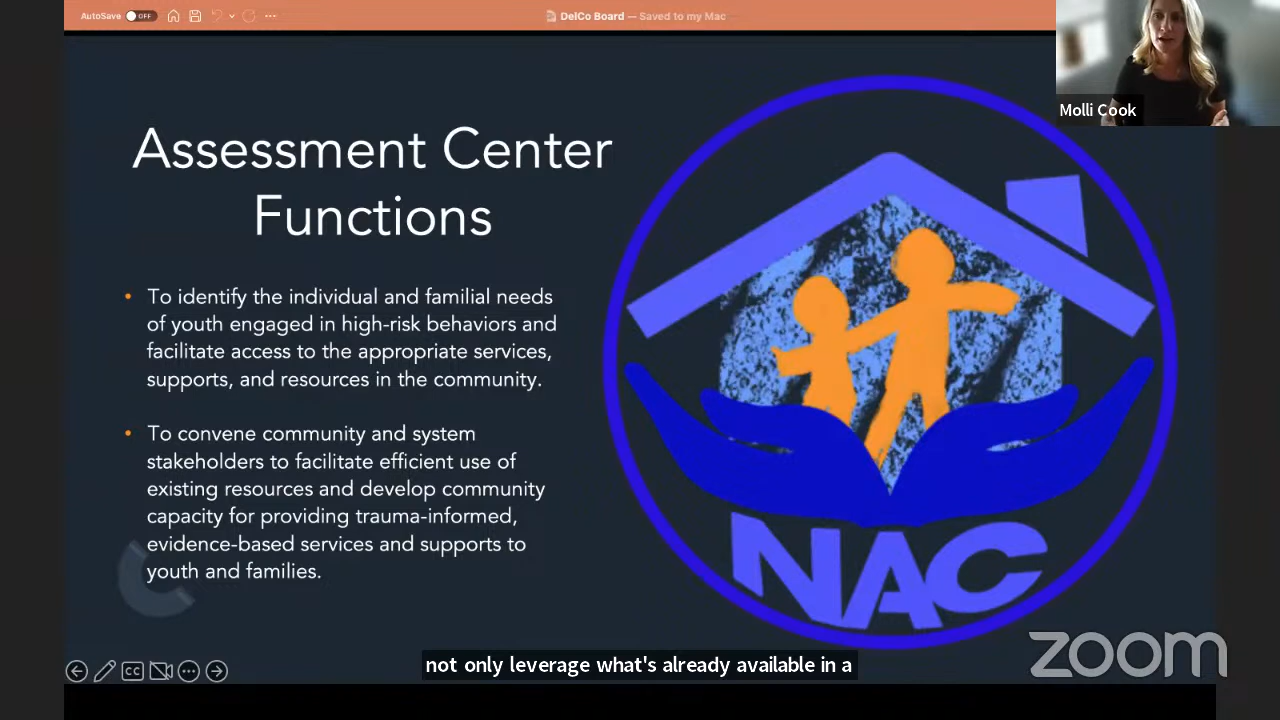 AutoSave OFF
DelCo Board — Saved to my Mac
Molli Cook
Assessment Center
Functions
• To identify the individual and familial needs
of youth engaged in high-risk behaviors and
facilitate access to the appropriate services,
supports, and resources in the community.
• To convene community and system
stakeholders to facilitate efficient use of
existing resources and develop community
capacity for providing trauma-informed,
evidence-based services and supports to
youth and families.
NAC
CC
not only leverage what's already available in a
zoom